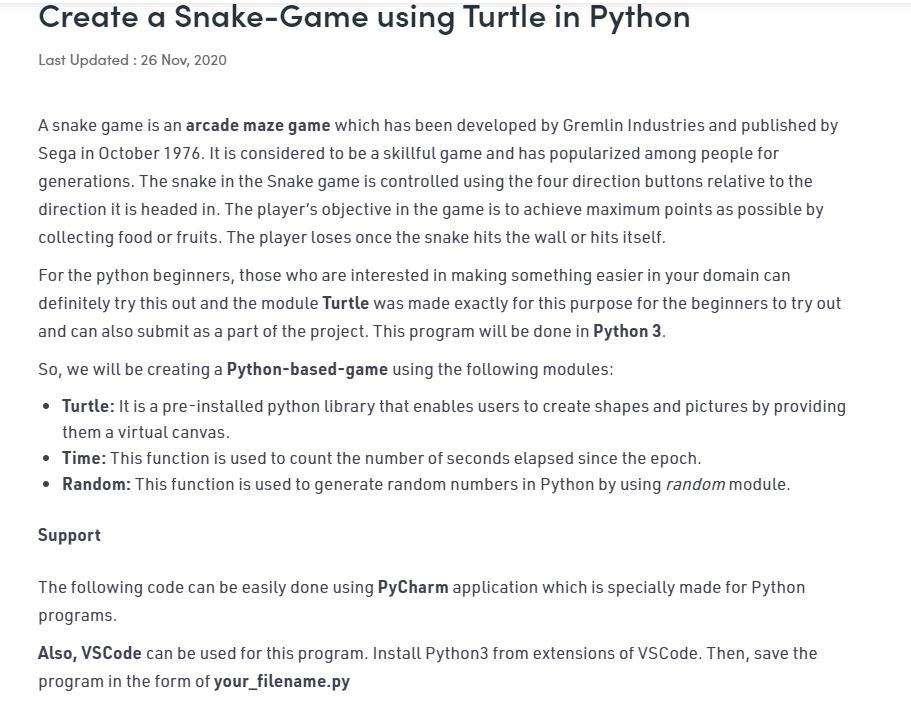 Create a Snake-Game using Turtle in Python
Last Updated : 26 Nov, 2020
A snake game is an arcade maze game which has been developed by Gremlin Industries and published by
Sega in October 1976. It is considered to be a skillful game and has popularized among people for
generations. The snake in the Snake game is controlled using the four direction buttons relative to the
direction it is headed in. The player's objective in the game is to achieve maximum points as possible by
collecting food or fruits. The player loses once the snake hits the wall or hits itself.
For the python beginners, those who are interested in making something easier in your domain can
definitely try this out and the module Turtle was made exactly for this purpose for the beginners to try out
and can also submit as a part of the project. This program will be done in Python 3.
So, we will be creating a Python-based-game using the following modules:
• Turtle: It is a pre-installed python library that enables users to create shapes and pictures by providing
them a virtual canvas.
• Time: This function is used to count the number of seconds elapsed since the epoch.
• Random: This function is used to generate random numbers in Python by using random module.
Support
The following code can be easily done using PyCharm application which is specially made for Python
programs.
Also, VSCode can be used for this program. Install Python3 from extensions of VSCode. Then, save the
program in the form of your_filename.py